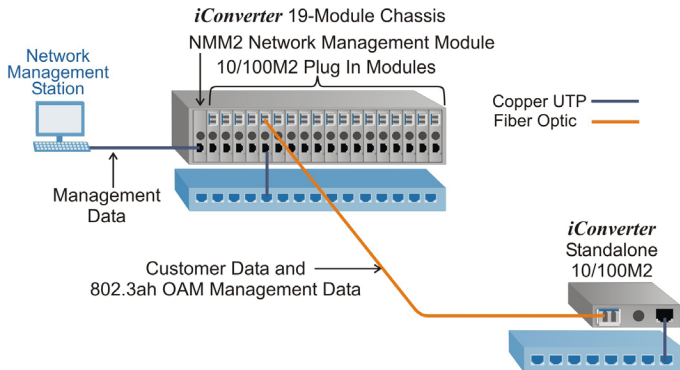 iConverter 19-Module Chassis
NMM2 Network Management Module
10/100M2 Plug In Modules
Network
Management
Station
Copper UTP
Fiber Optic
Management
Data
iConverter
Standalone
10/100M2
Customer Data and
802.3ah OAM Management Data